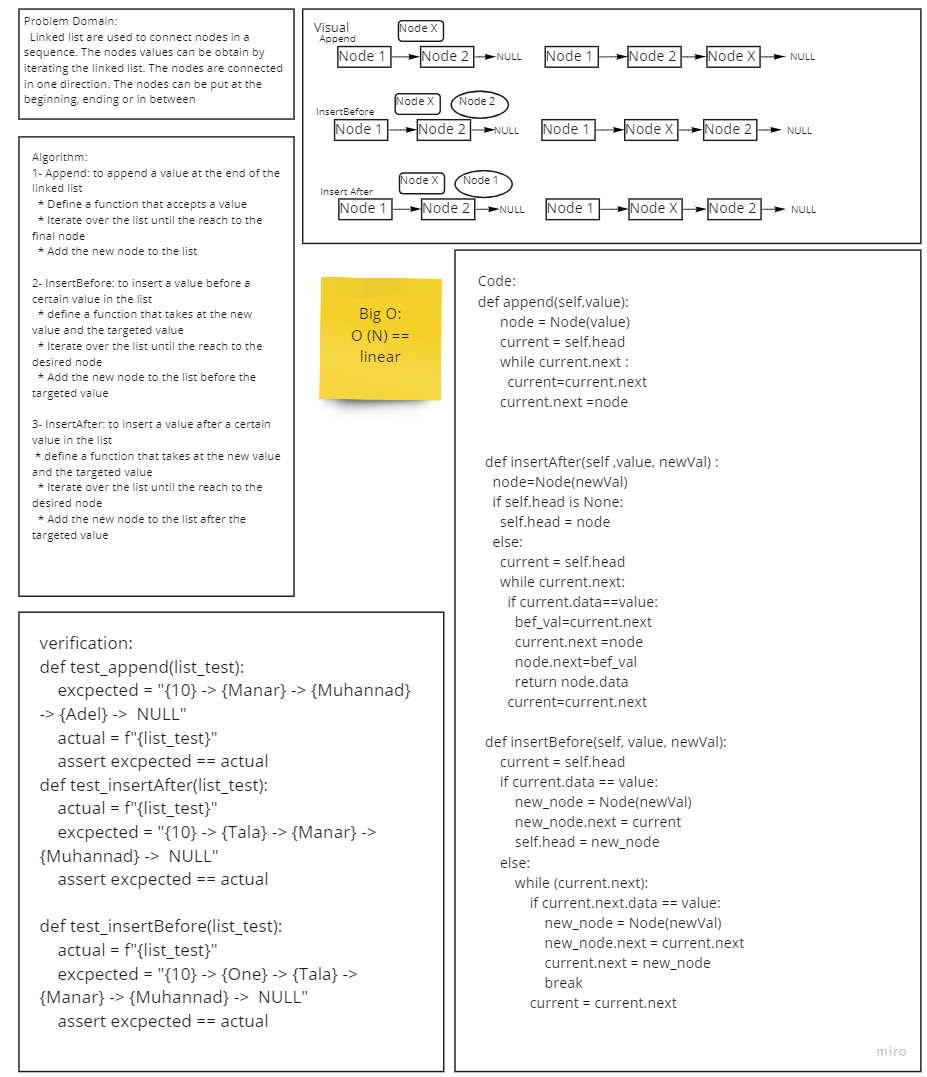 Problem Domain:
Linked list are used to connect nodes in a
sequence. The nodes values can be obtain by
iterating the linked list. The nodes are connected
in one direction. The nodes can be put at the
beginning, ending or in between
Visual
Append
Node X
Node 1
Node 2
NULL
Node 1
Node 2
Node X
NULL
InsertBefore
Node X
Node 2
Node 1
Node 2
NULL
Node 1
Node X
Node 2
NULL
Insert After
Node X
Node 1
Node 1
Node 2
NULL
Node 1
Node X
Node 2
NULL
Algorithm:
1- Append: to append a value at the end of the
linked list
* Define a function that accepts a value
* Iterate over the list until the reach to the
final node
* Add the new node to the list
2- InsertBefore: to insert a value before a
certain value in the list
* define a function that takes at the new
value and the targeted value
* Iterate over the list until the reach to the
desired node
* Add the new node to the list before the
targeted value
3- InsertAfter: to insert a value after a certain
value in the list
* define a function that takes at the new value
and the targeted value
* Iterate over the list until the reach to the
desired node
* Add the new node to the list after the
targeted value
Big O:
O (N) ==
linear
Code:
def append(self,value):
node = Node(value)
current = self.head
while current.next :
current=current.next
current.next =node
def insertAfter(self ,value, newVal) :
node=Node(newVal)
if self.head is None:
self.head = node
else:
current = self.head
while current.next:
if current.data==value:
bef_val=current.next
current.next =node
node.next=bef_val
return node.data
current=current.next
def insertBefore(self, value, newVal):
current = self.head
if current.data == value:
new_node = Node(newVal)
new_node.next = current
self.head = new_node
else:
while (current.next):
if current.next.data == value:
new_node = Node(newVal)
new_node.next = current.next
current.next = new_node
break
current = current.next
verification:
def test_append(list_test):
excpected = "{10} -> {Manar} -> {Muhannad}
-> {Adel} ->  NULL"
actual = f"{list_test}"
assert excpected == actual
def test_insertAfter(list_test):
actual = f"{list_test}"
excpected = "{10} -> {Tala} -> {Manar} ->
{Muhannad} ->  NULL"
assert excpected == actual
def test_insertBefore(list_test):
actual = f"{list_test}"
excpected = "{10} -> {One} -> {Tala} ->
{Manar} -> {Muhannad} ->  NULL"
assert excpected == actual
miro